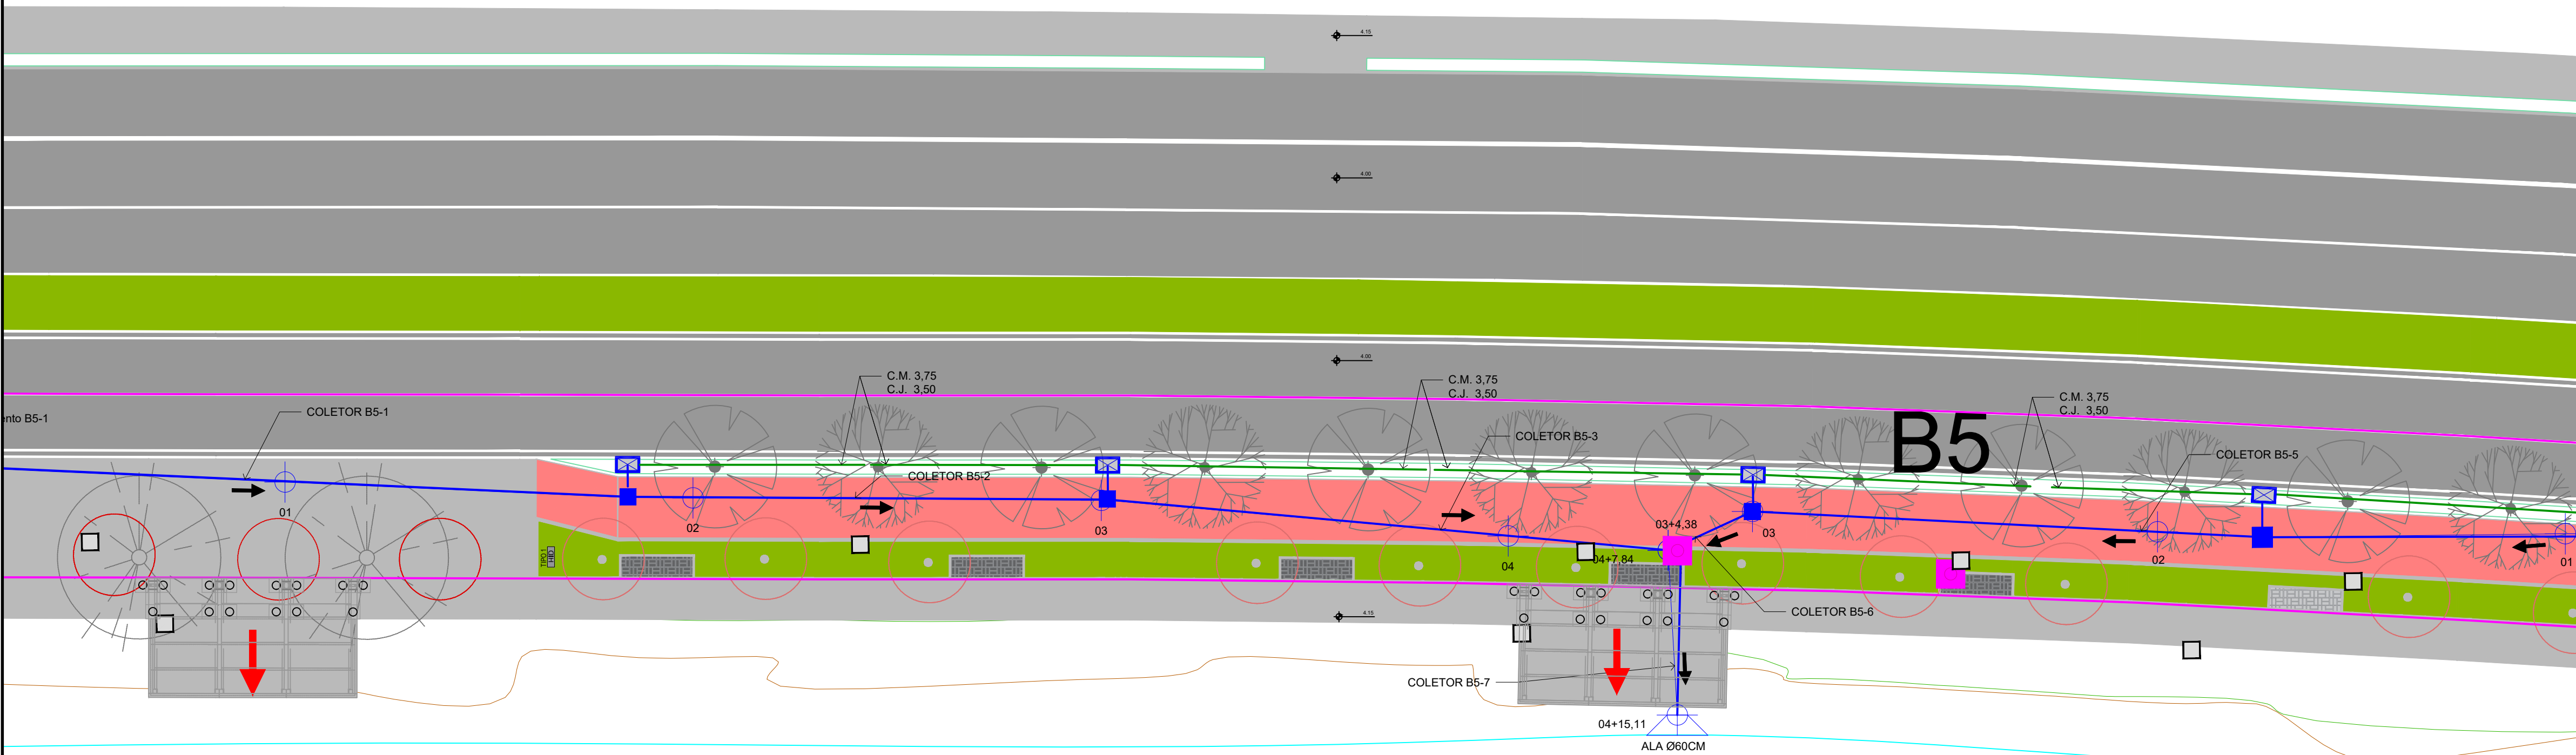 4.15
4.00
4.00
C.M. 3,75
C.J. 3,50
C.M. 3,75
C.J. 3,50
C.M. 3,75
C.J. 3,50
ento B5-1
COLETOR B5-1
B5
COLETOR B5-3
COLETOR B5-5
COLETOR B5-2
01
02
03
03+4,38
03
04
04+7,84
02
01
TIPO 1
COLETOR B5-6
4.15
COLETOR B5-7
04+15,11
ALA Ø60CM